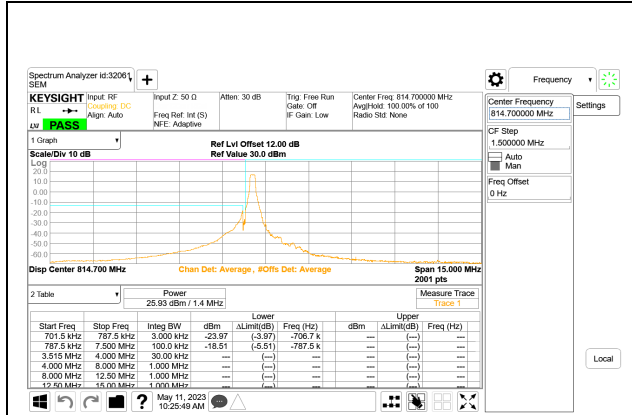 Spectrum Analyzer id:32061
SEM
+
Frequency
KEYSIGHT Input: RF Input Z: 50 Ω Atten: 30 dB Trig: Free Run Center Freq: 814.700000 MHz
R L Coupling: DC Gate: Off Avg|Hold: 100.00% of 100
Align: Auto Freq Ref: Int (S) IF Gain: Low Radio Std: None
LXI PASS NFE: Adaptive
Center Frequency
814.700000 MHz
Settings
CF Step
1.500000 MHz
Auto
Man
Freq Offset
0 Hz
Local
1 Graph
Ref Lvl Offset 12.00 dB
Scale/Div 10 dB Ref Value 30.0 dBm
Log
20.0
10.0
0.00
-10.0
-20.0
-30.0
-40.0
-50.0
-60.0
Disp Center 814.700 MHz Chan Det: Average, #Offs Det: Average Span 15.000 MHz
2001 pts
2 Table Power Measure Trace
25.93 dBm / 1.4 MHz Trace 1
Lower Upper
Start Freq Stop Freq Integ BW dBm ΔLimit(dB) Freq (Hz) dBm ΔLimit(dB) Freq (Hz)
701.5 kHz 787.5 kHz 3.000 kHz -23.97 (-3.97) -706.7 k --- (---) ---
787.5 kHz 7.500 MHz 100.0 kHz -18.51 (-5.51) -787.5 k --- (---) ---
3.515 MHz 4.000 MHz 30.00 kHz --- (---) --- --- (---) ---
4.000 MHz 8.000 MHz 1.000 MHz --- (---) --- --- (---) ---
8.000 MHz 12.50 MHz 1.000 MHz --- (---) --- --- (---) ---
12.50 MHz 15.00 MHz 1.000 MHz --- (---) --- --- (---) ---
? May 11, 2023
10:25:49 AM